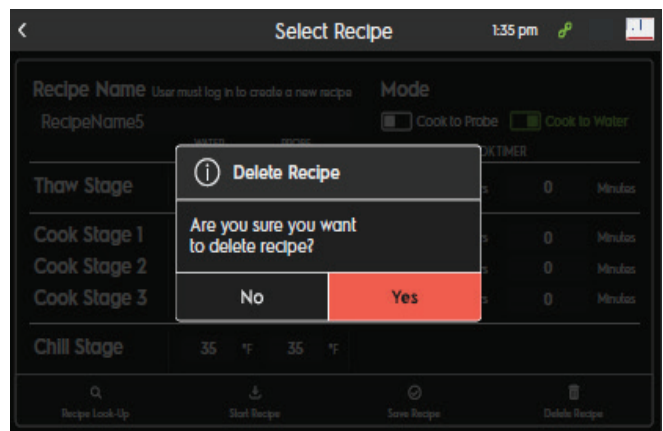 Select Recipe 1:35 pm
Recipe Name User must log in to create a new recipe Mode
RecipeName5 Cook to Probe Cook to Water
Delete Recipe
Thaw Stage 0 Minutes
Are you sure you want
to delete recipe?
Cook Stage 1 0 Minutes
Cook Stage 2 0 Minutes
No Yes
Cook Stage 3 0 Minutes
Chill Stage 35 °F 35 °F
Recipe Look-Up Start Recipe Save Recipe Delete Recipe